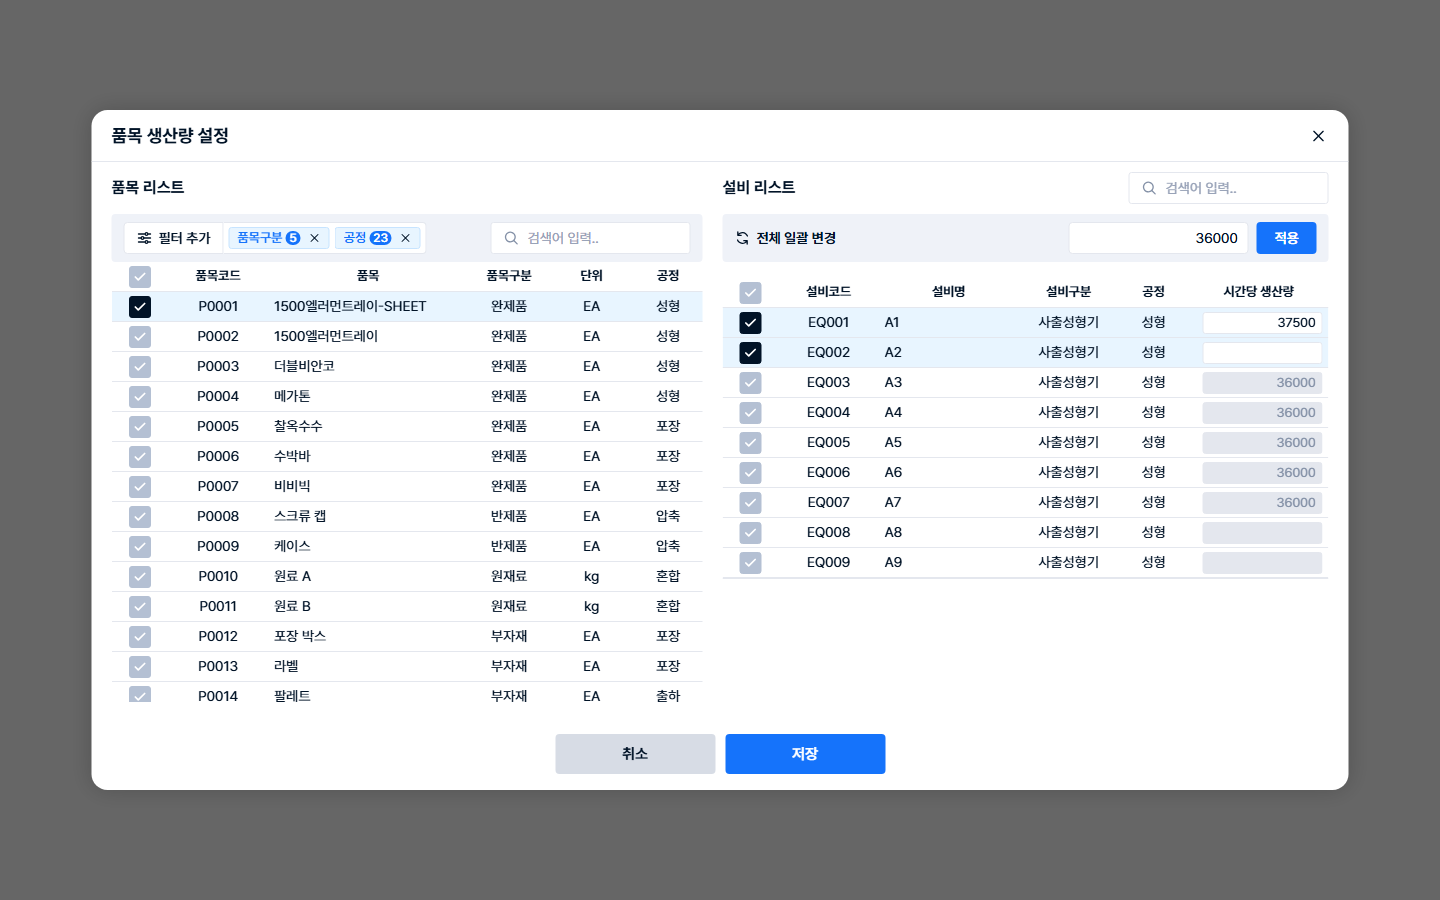 품목 생산량 설정
품목 리스트
필터 추가 품목구분 5 공정 23 검색어 입력..
품목코드 품목 품목구분 단위 공정
P0001 1500엘러먼트레이-SHEET 완제품 EA 성형
P0002 1500엘러먼트레이 완제품 EA 성형
P0003 더블비안코 완제품 EA 성형
P0004 메가톤 완제품 EA 성형
P0005 찰옥수수 완제품 EA 포장
P0006 수박바 완제품 EA 포장
P0007 비비빅 완제품 EA 포장
P0008 스크류 캡 반제품 EA 압축
P0009 케이스 반제품 EA 압축
P0010 원료 A 원재료 kg 혼합
P0011 원료 B 원재료 kg 혼합
P0012 포장 박스 부자재 EA 포장
P0013 라벨 부자재 EA 포장
P0014 팔레트 부자재 EA 출하
설비 리스트 검색어 입력..
전체 일괄 변경 36000 적용
설비코드 설비명 설비구분 공정 시간당 생산량
EQ001 A1 사출성형기 성형 37500
EQ002 A2 사출성형기 성형
EQ003 A3 사출성형기 성형 36000
EQ004 A4 사출성형기 성형 36000
EQ005 A5 사출성형기 성형 36000
EQ006 A6 사출성형기 성형 36000
EQ007 A7 사출성형기 성형 36000
EQ008 A8 사출성형기 성형
EQ009 A9 사출성형기 성형
취소 저장